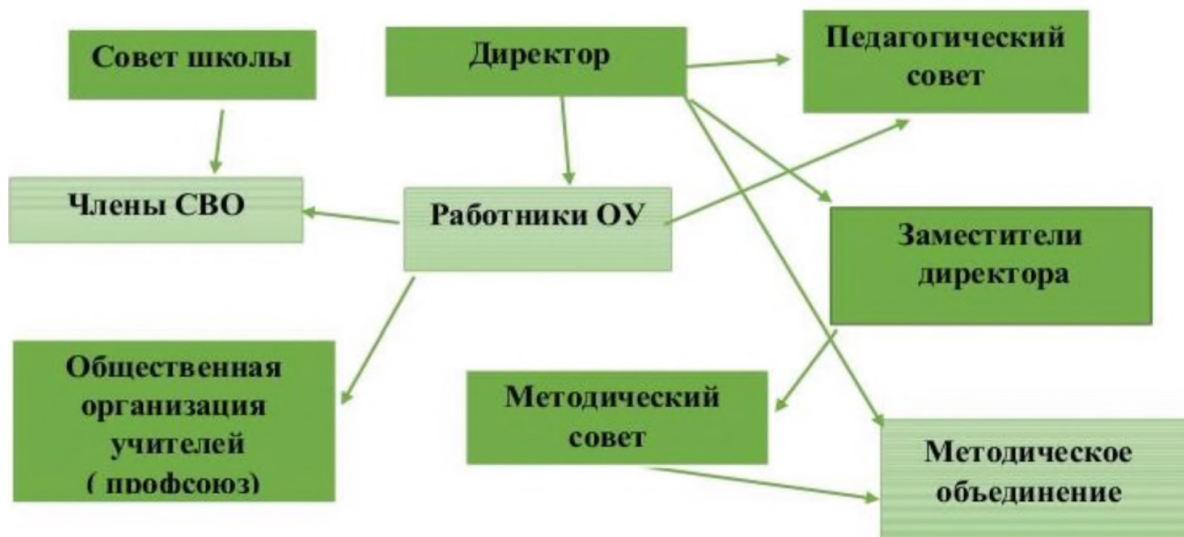 Совет школы
Директор
Педагогический
совет
Члены СВО
Работники ОУ
Заместители
директора
Общественная
организация
учителей
( профсоюз)
Методический
совет
Методическое
объединение